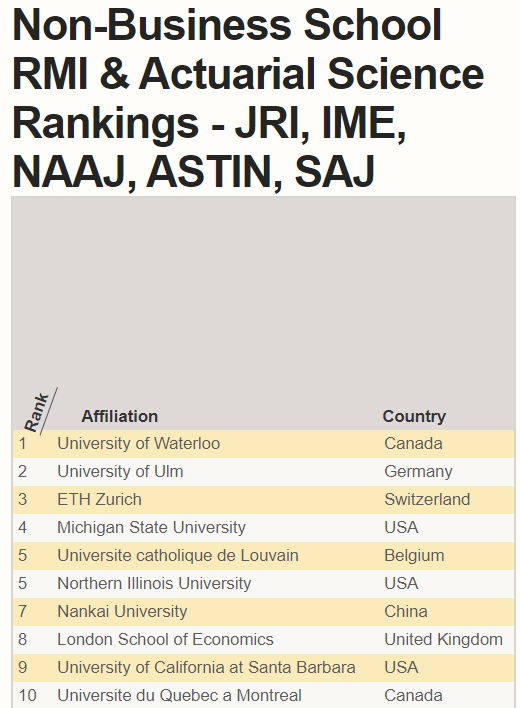 Non-Business School
RMI & Actuarial Science
Rankings - JRI, IME,
NAAJ, ASTIN, SAJ
Rank Affiliation Country
1 University of Waterloo Canada
2 University of Ulm Germany
3 ETH Zurich Switzerland
4 Michigan State University USA
5 Universite catholique de Louvain Belgium
5 Northern Illinois University USA
7 Nankai University China
8 London School of Economics United Kingdom
9 University of California at Santa Barbara USA
10 Universite du Quebec a Montreal Canada